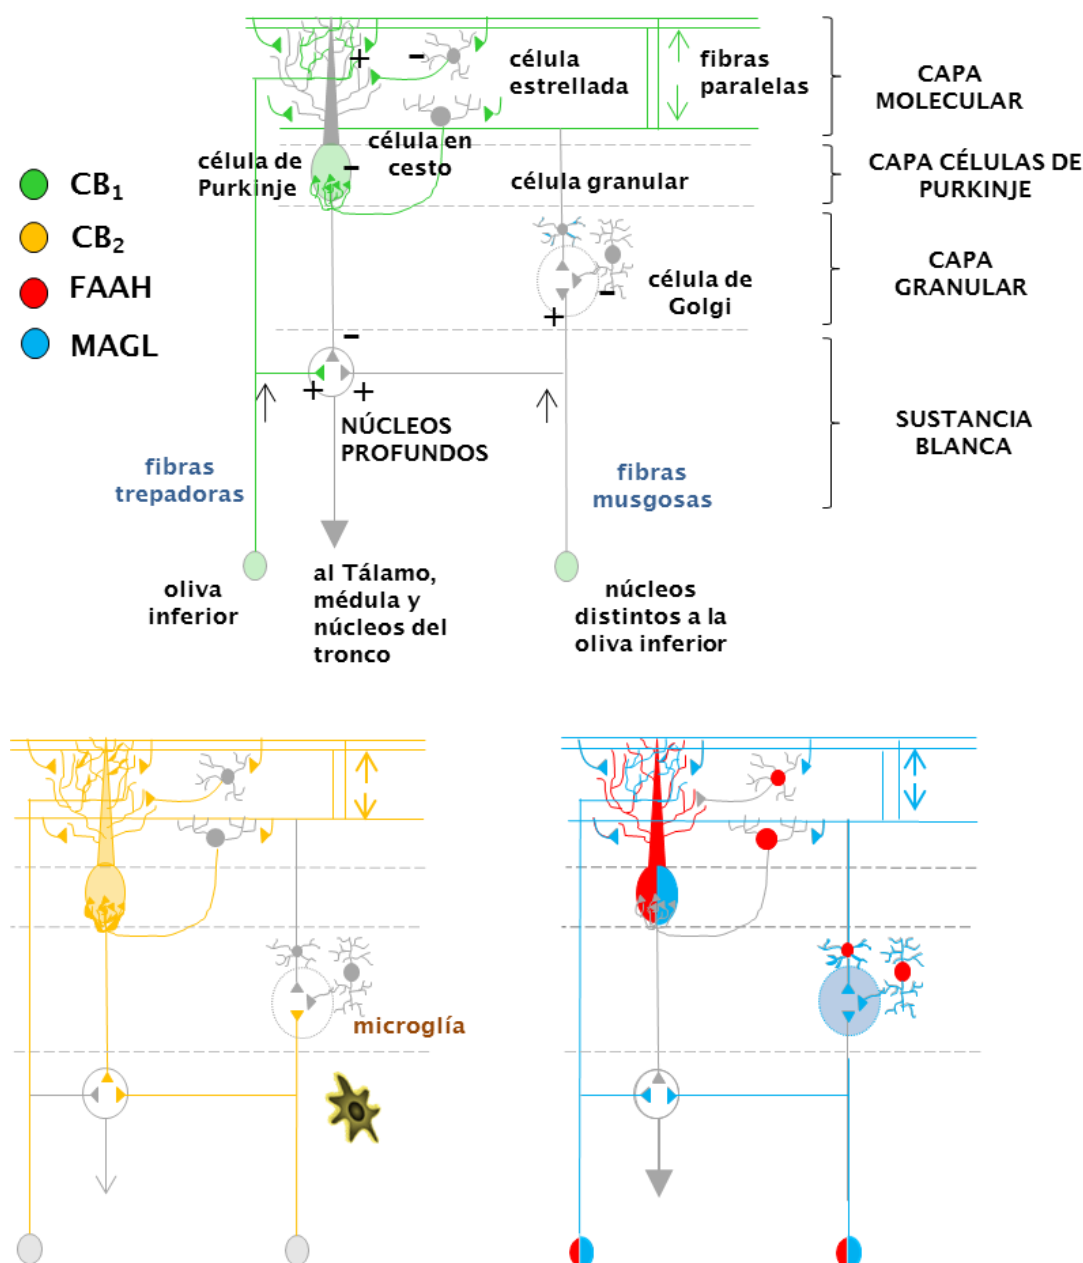 célula
estrellada
fibras
paralelas
CAPA
MOLECULAR
célula en
cesto
célula de
Purkinje
célula granular
CAPA CÉLULAS DE
PURKINJE
CB1
CB2
FAAH
MAGL
célula de
Golgi
CAPA
GRANULAR
NÚCLEOS
PROFUNDOS
SUSTANCIA
BLANCA
fibras
trepadoras
fibras
musgosas
oliva
inferior
al Tálamo,
médula y
núcleos del
tronco
núcleos
distintos a la
oliva inferior
microglía